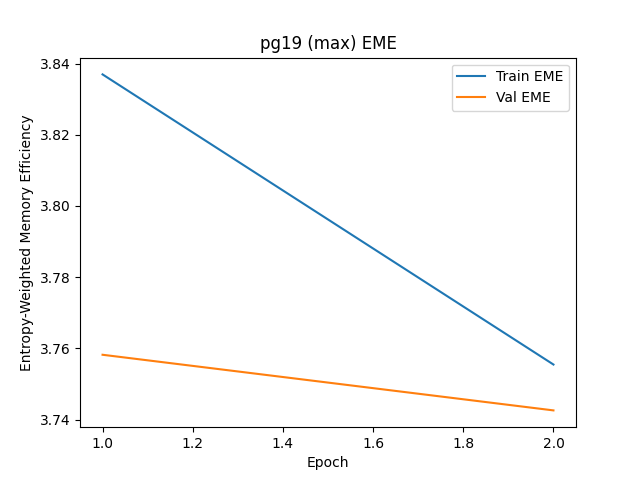 pg19 (max) EME
Entropy-Weighted Memory Efficiency
3.84
3.82
3.80
3.78
3.76
3.74
Train EME
Val EME
1.0 1.2 1.4 1.6 1.8 2.0
Epoch